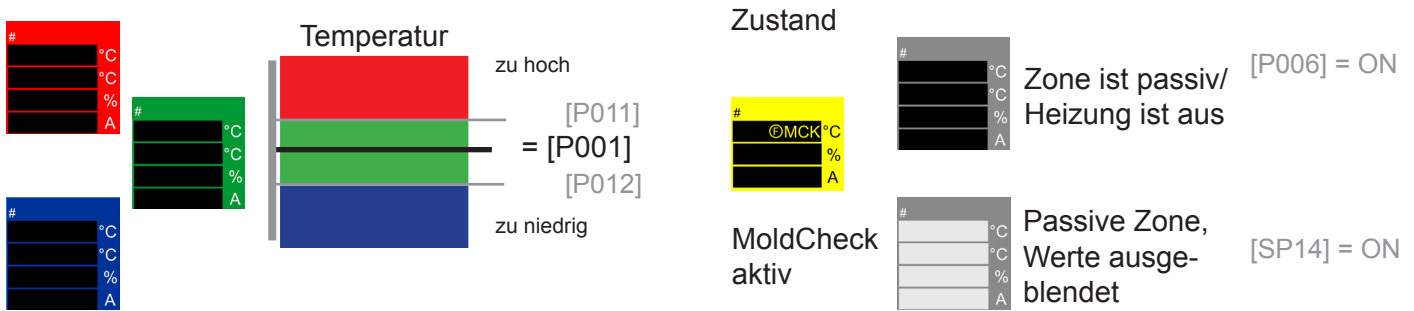 #
°C
°C
%
A
#
°C
°C
%
A
#
°C
°C
%
A
Temperatur
zu hoch
[P011]
= [P001]
[P012]
zu niedrig
Zustand
#
ⒻMCK °C
%
A
MoldCheck
aktiv
#
°C
°C
%
A
Zone ist passiv/
Heizung ist aus
[P006] = ON
#
°C
°C
%
A
Passive Zone,
Werte ausge-
blendet
[SP14] = ON